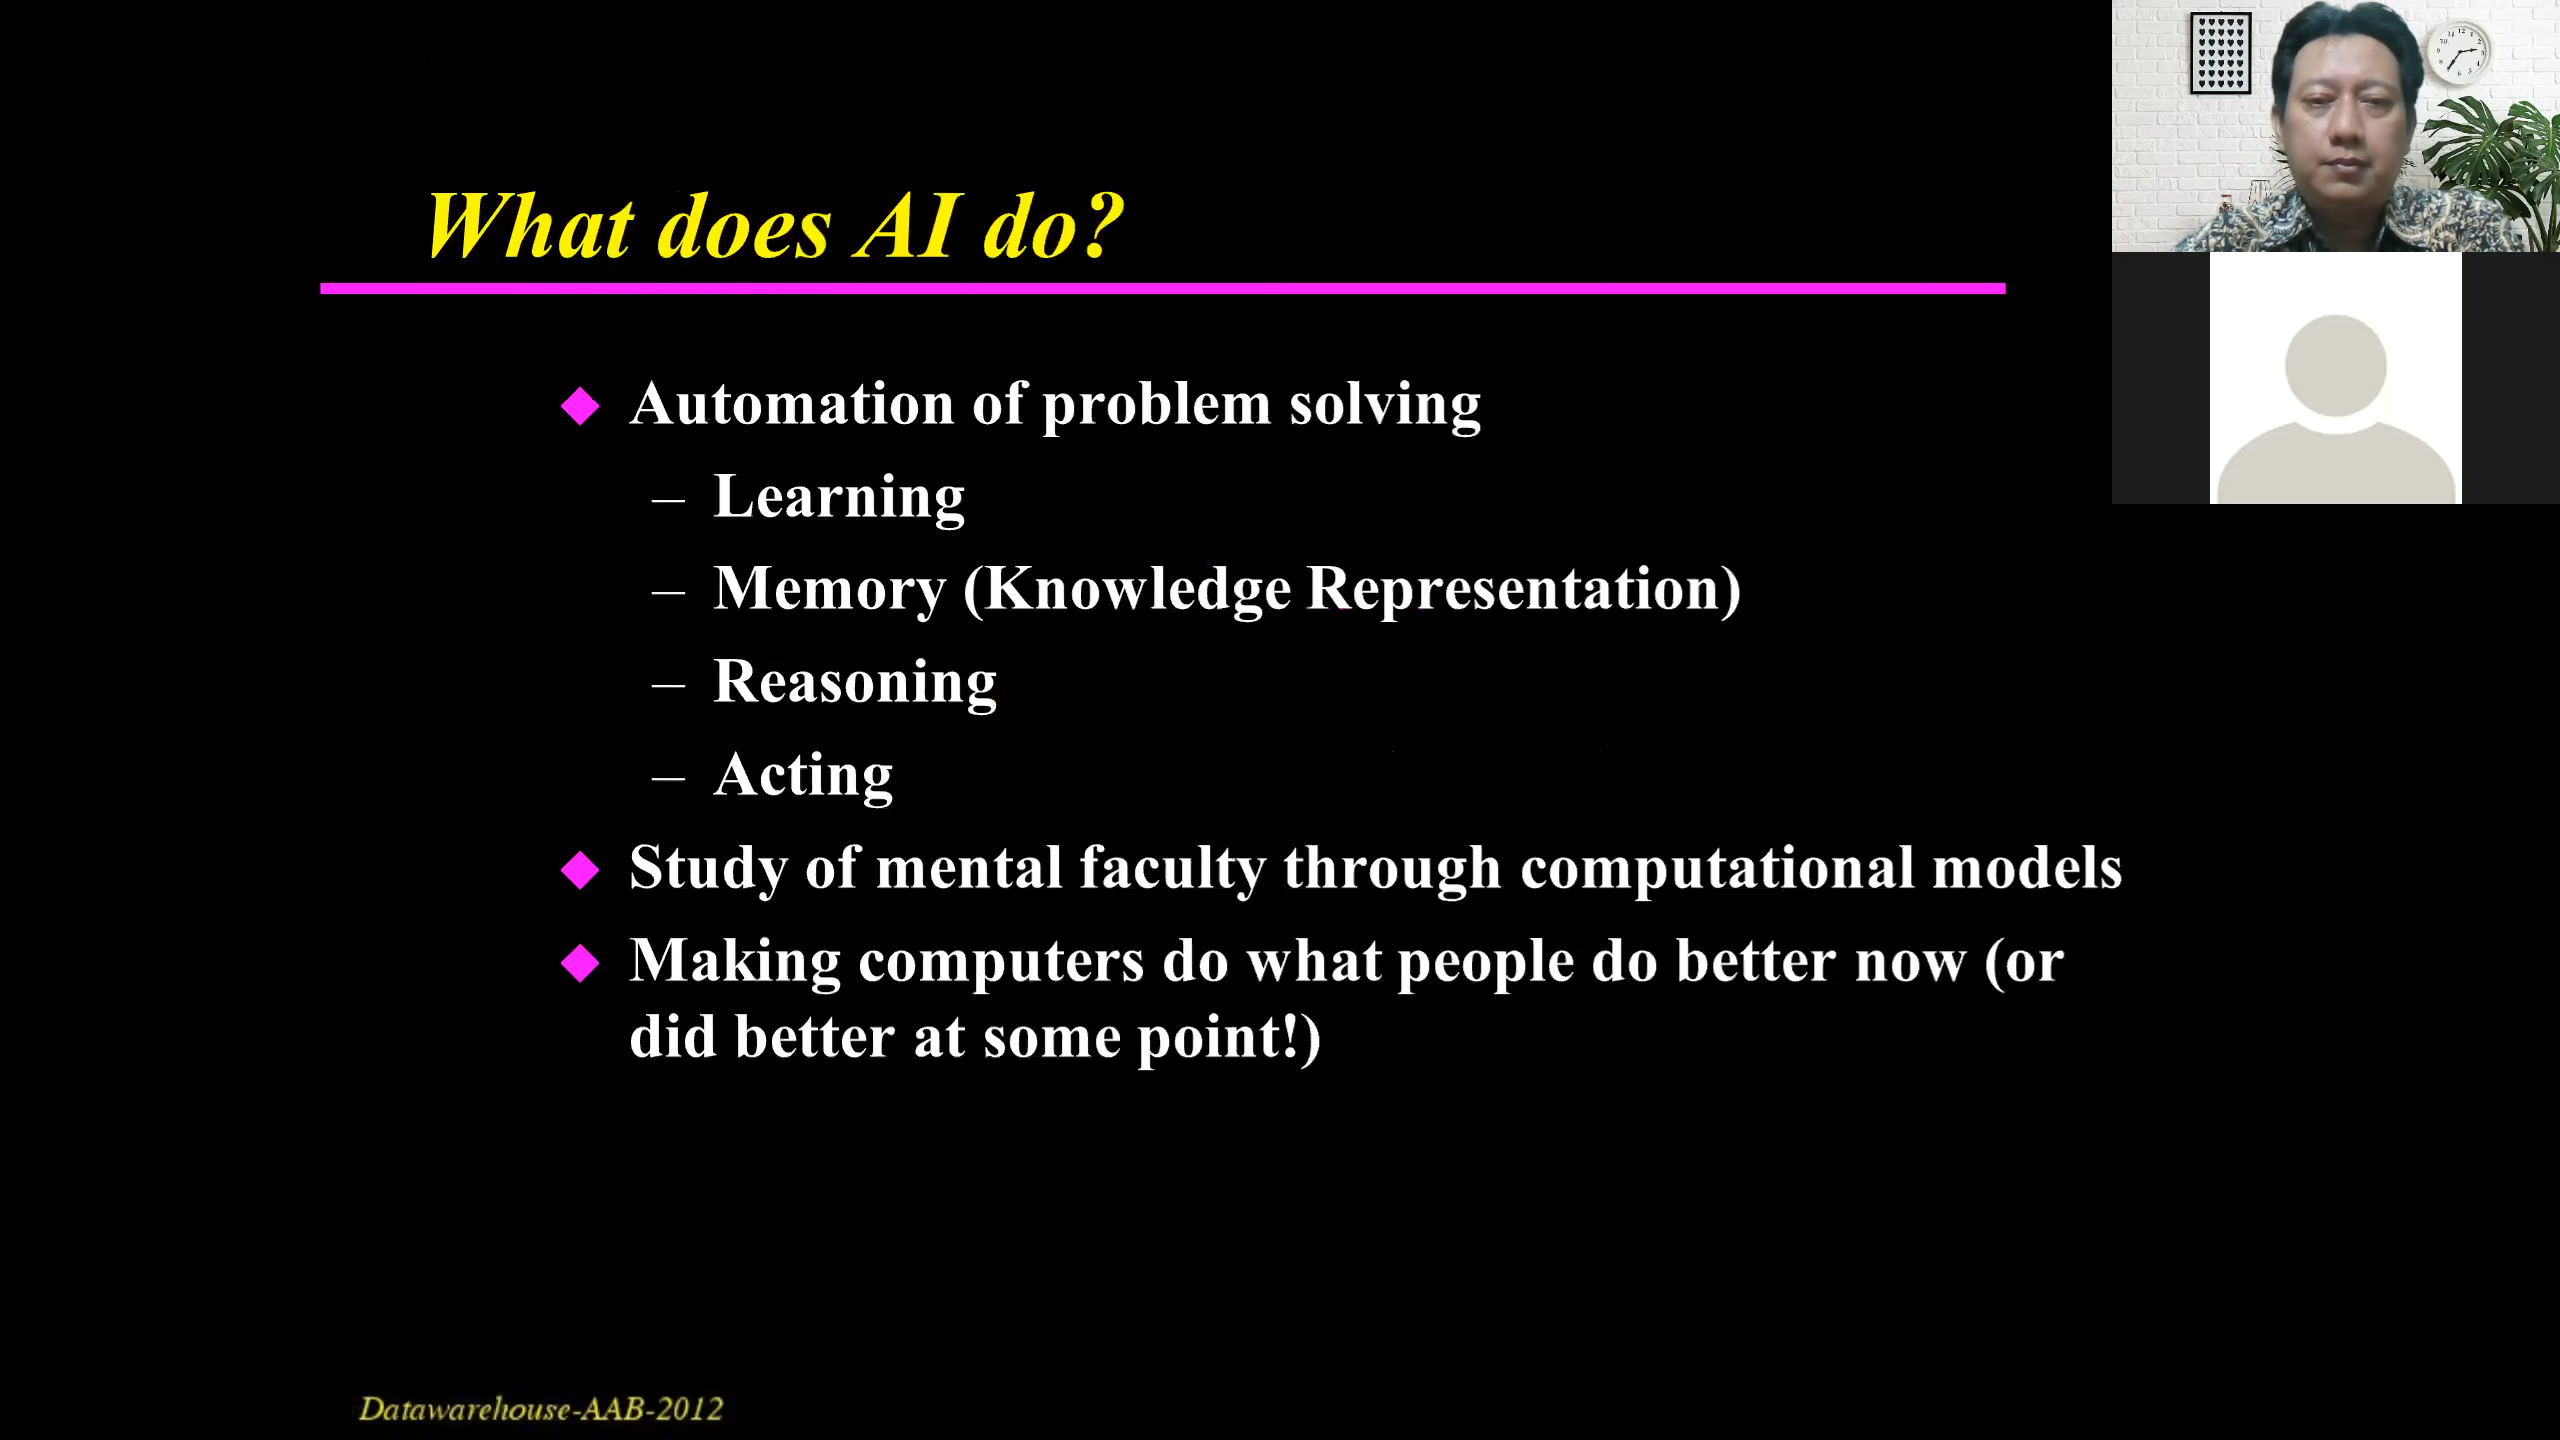 What does AI do?
◆ Automation of problem solving
– Learning
– Memory (Knowledge Representation)
– Reasoning
– Acting
◆ Study of mental faculty through computational models
◆ Making computers do what people do better now (or
did better at some point!)
Datawarehouse-AAB-2012